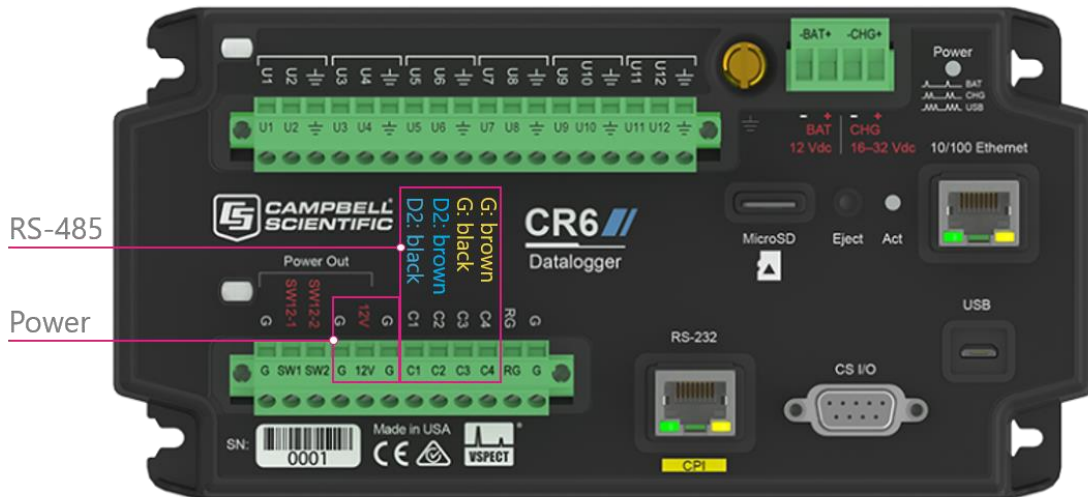 -BAT+ -CHG+
Power
BAT
CHG
USB
U1 U2 U3 U4 U5 U6 U7 U8 U9 U10 U11 U12
U1 U2 U3 U4 U5 U6 U7 U8 U9 U10 U11 U12
- + - +
BAT CHG
12 Vdc 16–32 Vdc
10/100 Ethernet
CAMPBELL
SCIENTIFIC
CR6
Datalogger
MicroSD Eject Act
RS-485
D2: black
D2: brown
G: black
G: brown
Power Out
Power
G SW12-1 SW12-2 G 12V G C1 C2 C3 C4 RG G
G SW1 SW2 G 12V G C1 C2 C3 C4 RG G
RS-232
CPI
CS I/O
USB
SN:
0001
Made in USA
CE
VSPECT